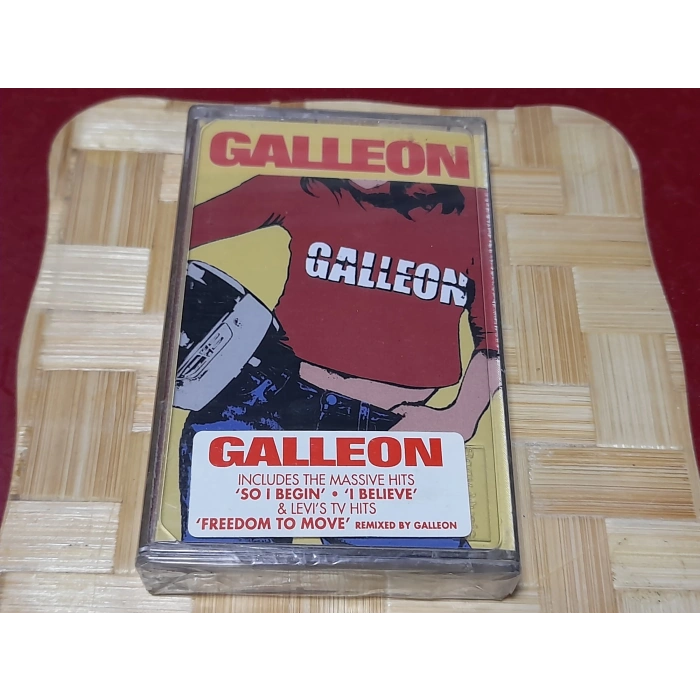 GALLEON
GALLEON
GALLEON
INCLUDES THE MASSIVE HITS
'SO I BEGIN' • 'I BELIEVE'
& LEVI'S TV HITS
'FREEDOM TO MOVE' REMIXED BY GALLEON